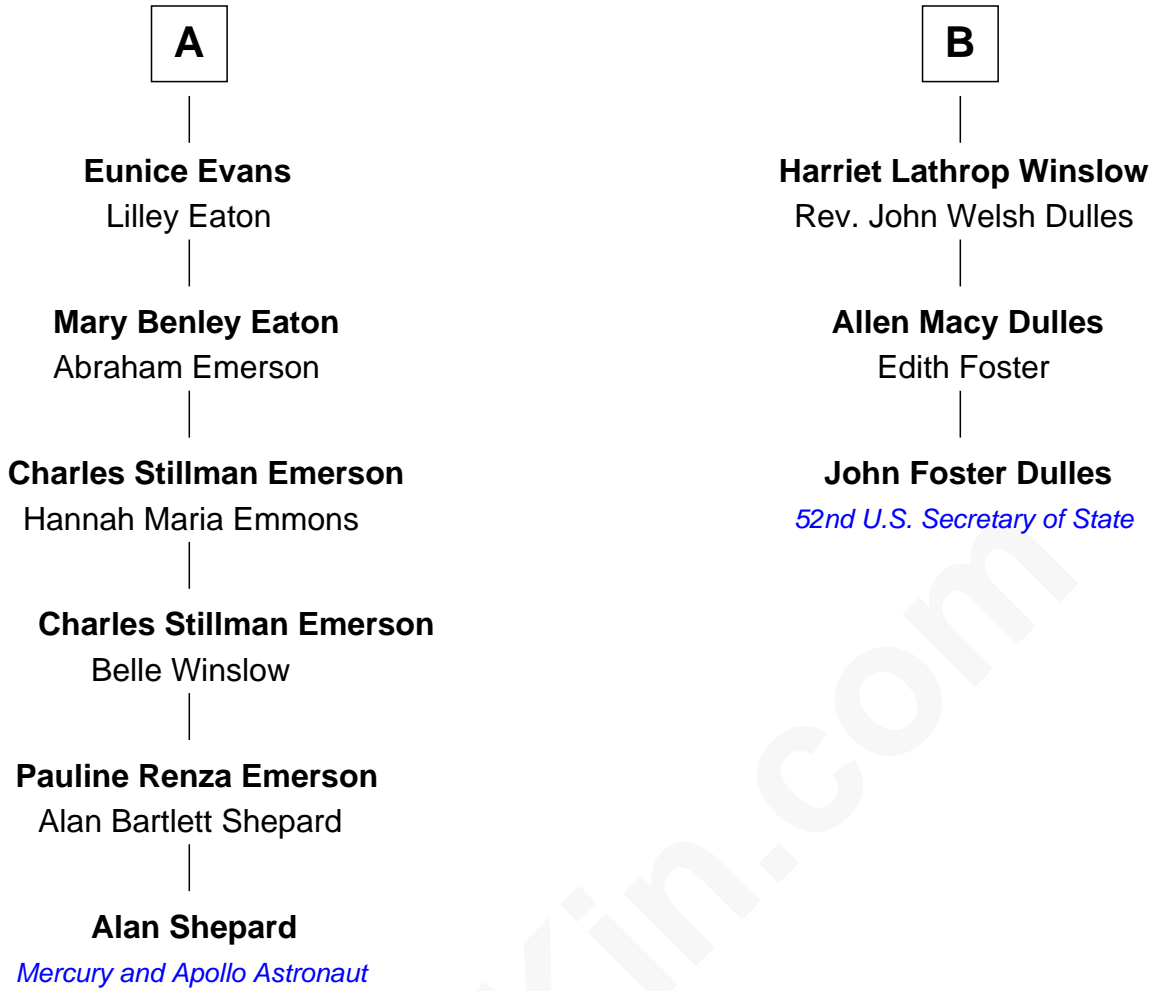 A
Eunice Evans
Lilley Eaton
Mary Benley Eaton
Abraham Emerson
Charles Stillman Emerson
Hannah Maria Emmons
Charles Stillman Emerson
Belle Winslow
Pauline Renza Emerson
Alan Bartlett Shepard
Alan Shepard
Mercury and Apollo Astronaut
B
Harriet Lathrop Winslow
Rev. John Welsh Dulles
Allen Macy Dulles
Edith Foster
John Foster Dulles
52nd U.S. Secretary of State
Kin.com